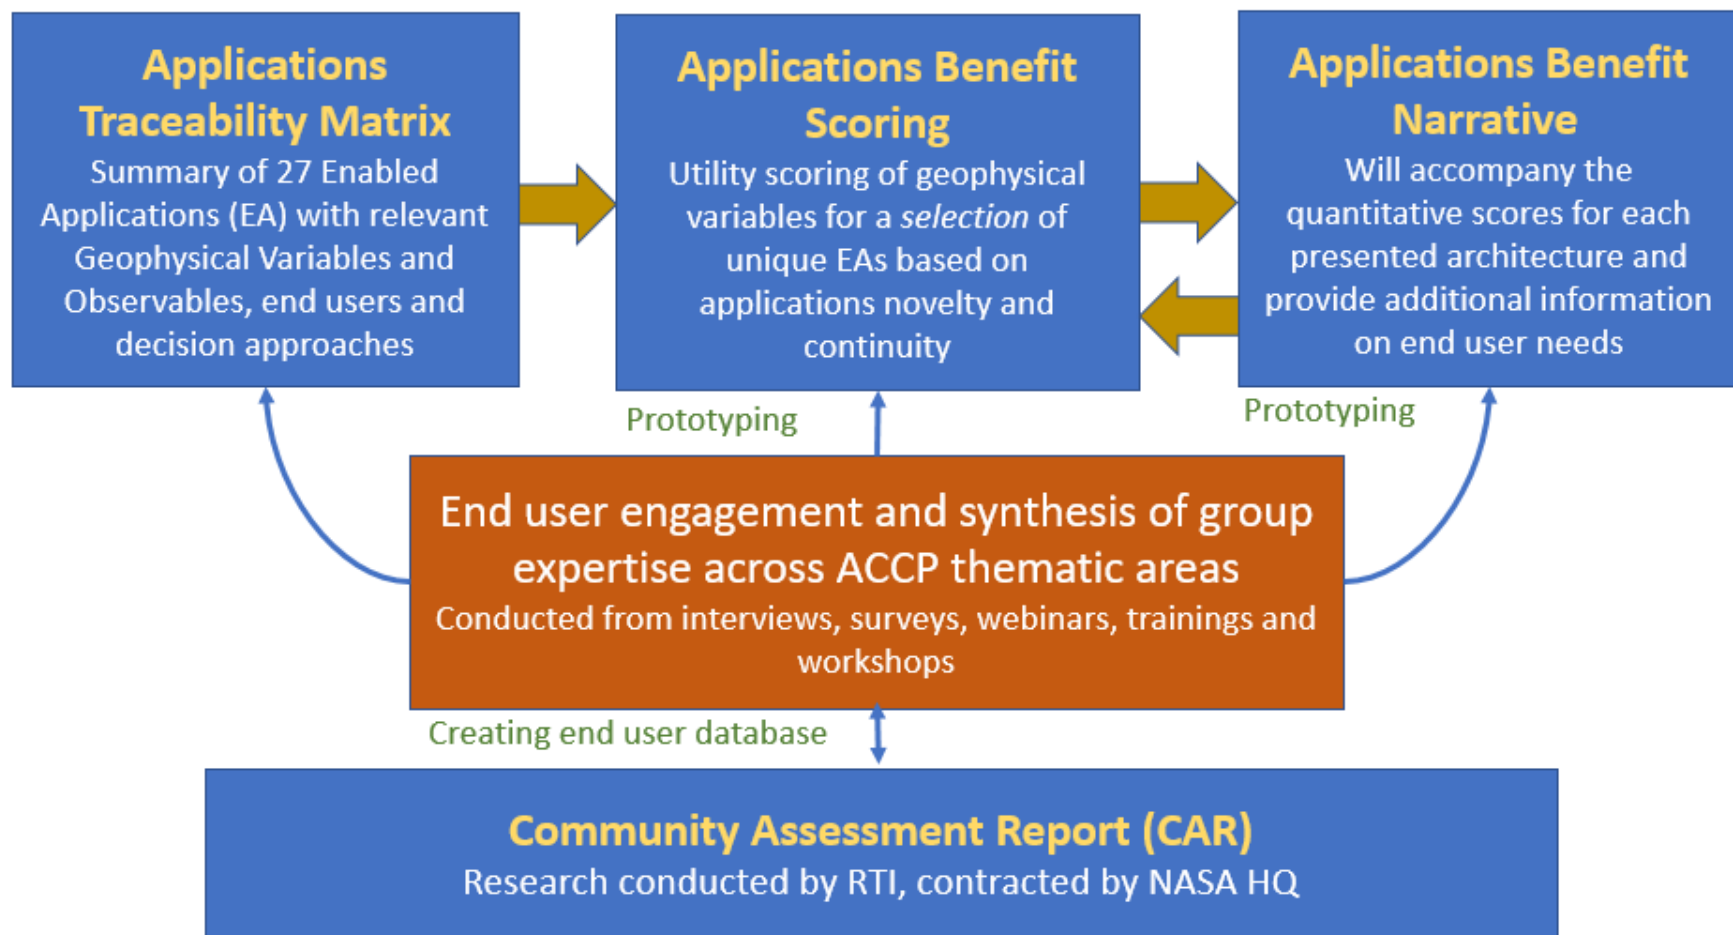 Applications
Traceability Matrix
Summary of 27 Enabled
Applications (EA) with relevant
Geophysical Variables and
Observables, end users and
decision approaches
Applications Benefit
Scoring
Utility scoring of geophysical
variables for a selection of
unique EAs based on
applications novelty and
continuity
Applications Benefit
Narrative
Will accompany the
quantitative scores for each
presented architecture and
provide additional information
on end user needs
Prototyping
Prototyping
End user engagement and synthesis of group
expertise across ACCP thematic areas
Conducted from interviews, surveys, webinars, trainings and
workshops
Creating end user database
Community Assessment Report (CAR)
Research conducted by RTI, contracted by NASA HQ